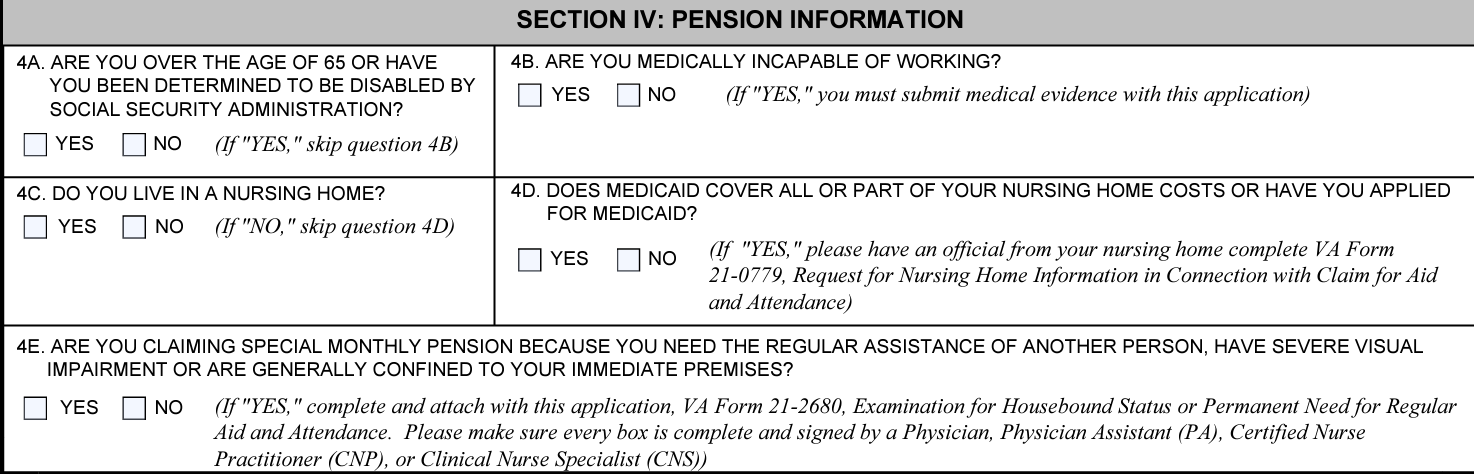 SECTION IV: PENSION INFORMATION
4A. ARE YOU OVER THE AGE OF 65 OR HAVE
YOU BEEN DETERMINED TO BE DISABLED BY
SOCIAL SECURITY ADMINISTRATION?
YES NO (If "YES," skip question 4B)
4B. ARE YOU MEDICALLY INCAPABLE OF WORKING?
YES NO (If "YES," you must submit medical evidence with this application)
4C. DO YOU LIVE IN A NURSING HOME?
YES NO (If "NO," skip question 4D)
4D. DOES MEDICAID COVER ALL OR PART OF YOUR NURSING HOME COSTS OR HAVE YOU APPLIED
FOR MEDICAID?
YES NO (If "YES," please have an official from your nursing home complete VA Form
21-0779, Request for Nursing Home Information in Connection with Claim for Aid
and Attendance)
4E. ARE YOU CLAIMING SPECIAL MONTHLY PENSION BECAUSE YOU NEED THE REGULAR ASSISTANCE OF ANOTHER PERSON, HAVE SEVERE VISUAL
IMPAIRMENT OR ARE GENERALLY CONFINED TO YOUR IMMEDIATE PREMISES?
YES NO (If "YES," complete and attach with this application, VA Form 21-2680, Examination for Housebound Status or Permanent Need for Regular
Aid and Attendance. Please make sure every box is complete and signed by a Physician, Physician Assistant (PA), Certified Nurse
Practitioner (CNP), or Clinical Nurse Specialist (CNS))